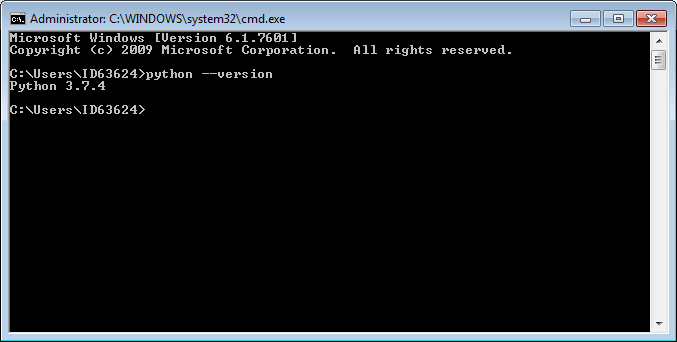 Administrator: C:\WINDOWS\system32\cmd.exe
Microsoft Windows [Version 6.1.7601]
Copyright (c) 2009 Microsoft Corporation.  All rights reserved.
C:\Users\ID63624>python --version
Python 3.7.4
C:\Users\ID63624>